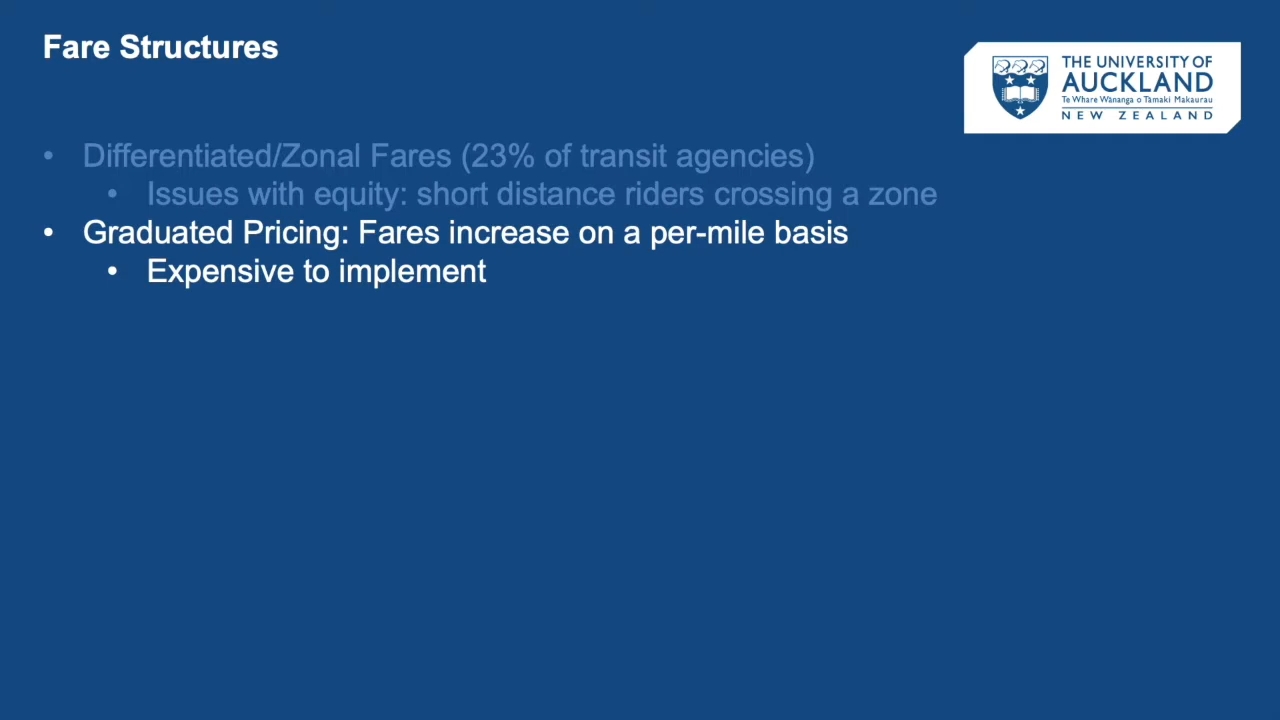 Fare Structures
THE UNIVERSITY OF
AUCKLAND
Te Whare Wānanga o Tāmaki Makaurau
NEW ZEALAND
• Differentiated/Zonal Fares (23% of transit agencies)
• Issues with equity: short distance riders crossing a zone
• Graduated Pricing: Fares increase on a per-mile basis
• Expensive to implement